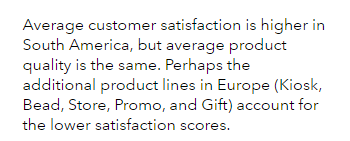 Average customer satisfaction is higher in
South America, but average product
quality is the same. Perhaps the
additional product lines in Europe (Kiosk,
Bead, Store, Promo, and Gift) account for
the lower satisfaction scores.